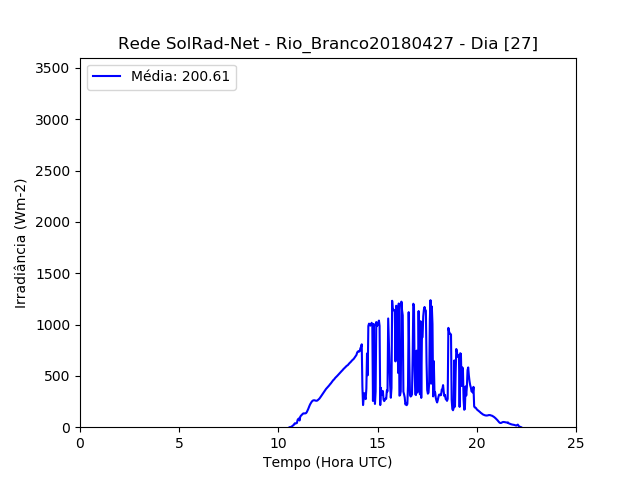 Rede SolRad-Net - Rio_Branco20180427 - Dia [27]
Média: 200.61
Irradiância (Wm-2)
3500
3000
2500
2000
1500
1000
500
0
0 5 10 15 20 25
Tempo (Hora UTC)